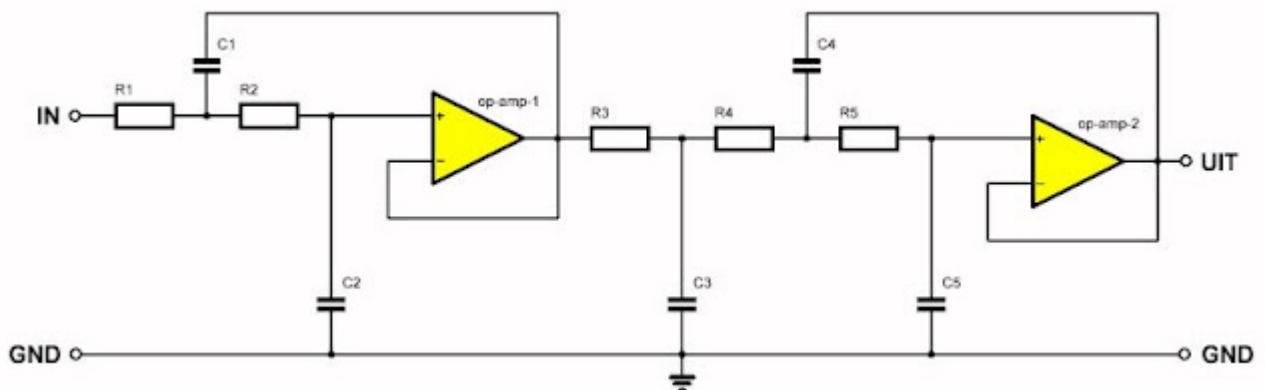 C1
C4
R1
R2
op-amp-1
R3
R4
R5
op-amp-2
IN
+
-
+
-
UIT
C2
C3
C5
GND
GND